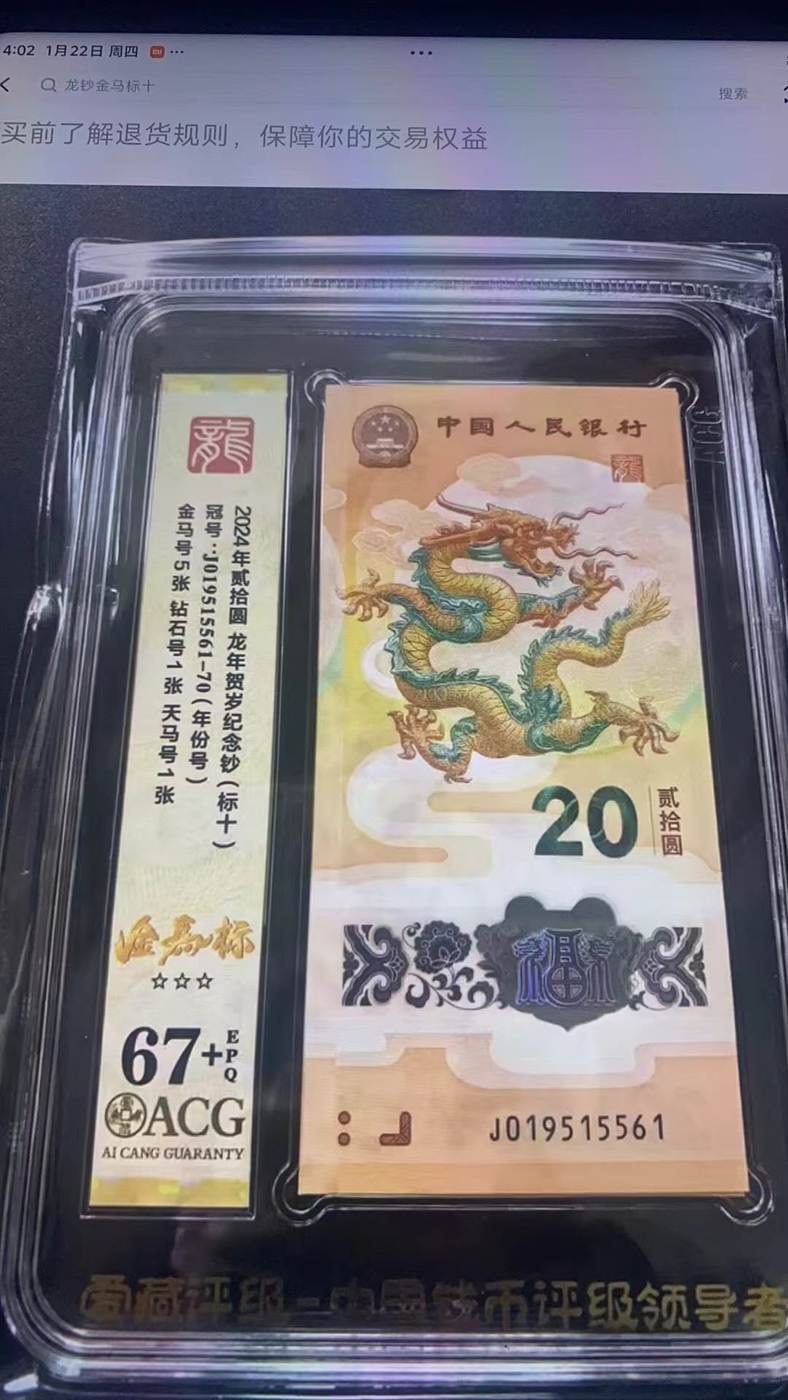 4:02 1月22日 周四
龙钞金马标十
搜索
买前了解退货规则，保障你的交易权益
龍
2024年贰拾圆 龙年贺岁纪念钞（标十）
冠号：J019515561-70（年份号）
金马号5张 钻石号1张 天马号1张
金马标
☆☆☆
67+
EPQ
ACG
AI CANG GUARANTY
中国人民银行
龍
20
贰拾圆
福
J019515561
爱藏评级-中国钱币评级领导者